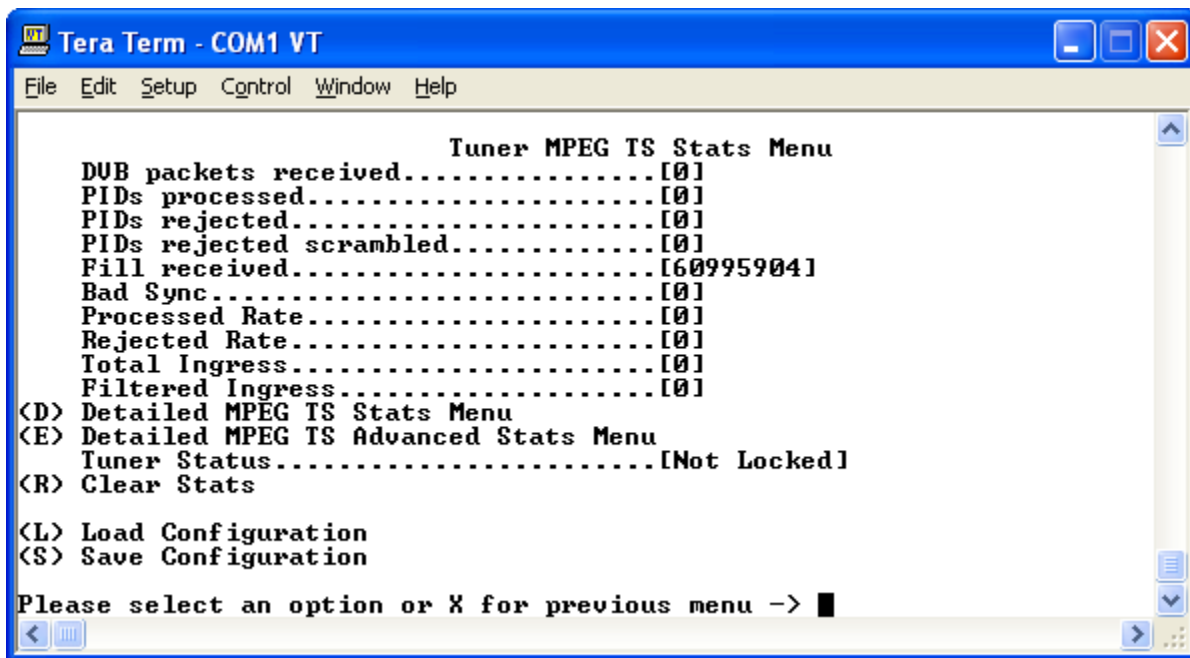 Tera Term - COM1 VT
File Edit Setup Control Window Help
Tuner MPEG TS Stats Menu
DVB packets received................[0]
PIDs processed......................[0]
PIDs rejected.......................[0]
PIDs rejected scrambled.............[0]
Fill received.......................[60995904]
Bad Sync............................[0]
Processed Rate......................[0]
Rejected Rate.......................[0]
Total Ingress.......................[0]
Filtered Ingress....................[0]
(D) Detailed MPEG TS Stats Menu
(E) Detailed MPEG TS Advanced Stats Menu
Tuner Status........................[Not Locked]
(R) Clear Stats
(L) Load Configuration
(S) Save Configuration
Please select an option or X for previous menu ->